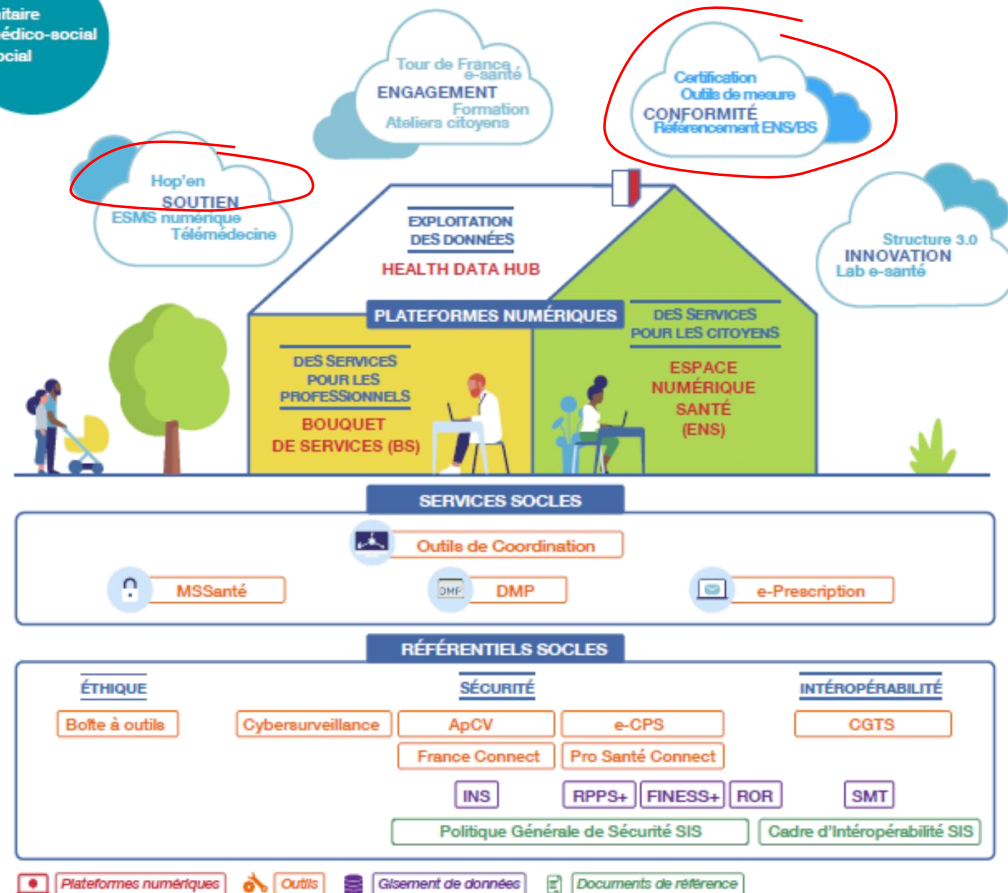 médico-social
Tour de France
e-santé
ENGAGEMENT
Formation
Ateliers citoyens
Certification
Outils de mesure
CONFORMITÉ
Référencement ENS/BS
Hop'en
SOUTIEN
ESMS numérique
Télémédecine
Structure 3.0
INNOVATION
Lab e-santé
EXPLOITATION
DES DONNÉES
HEALTH DATA HUB
PLATEFORMES NUMÉRIQUES
DES SERVICES
POUR LES
PROFESSIONNELS
BOUQUET
DE SERVICES (BS)
DES SERVICES
POUR LES CITOYENS
ESPACE
NUMÉRIQUE
SANTÉ
(ENS)
SERVICES SOCLES
Outils de Coordination
MSSanté
DMP
DMP
e-Prescription
RÉFÉRENTIELS SOCLES
ÉTHIQUE
SÉCURITÉ
INTÉROPÉRABILITÉ
Boîte à outils
Cybersurveillance
ApCV
e-CPS
CGTS
France Connect
Pro Santé Connect
INS
RPPS+
FINESS+
ROR
SMT
Politique Générale de Sécurité SIS
Cadre d'Intéropérabilité SIS
Plateformes numériques
Outils
Gisement de données
Documents de référence